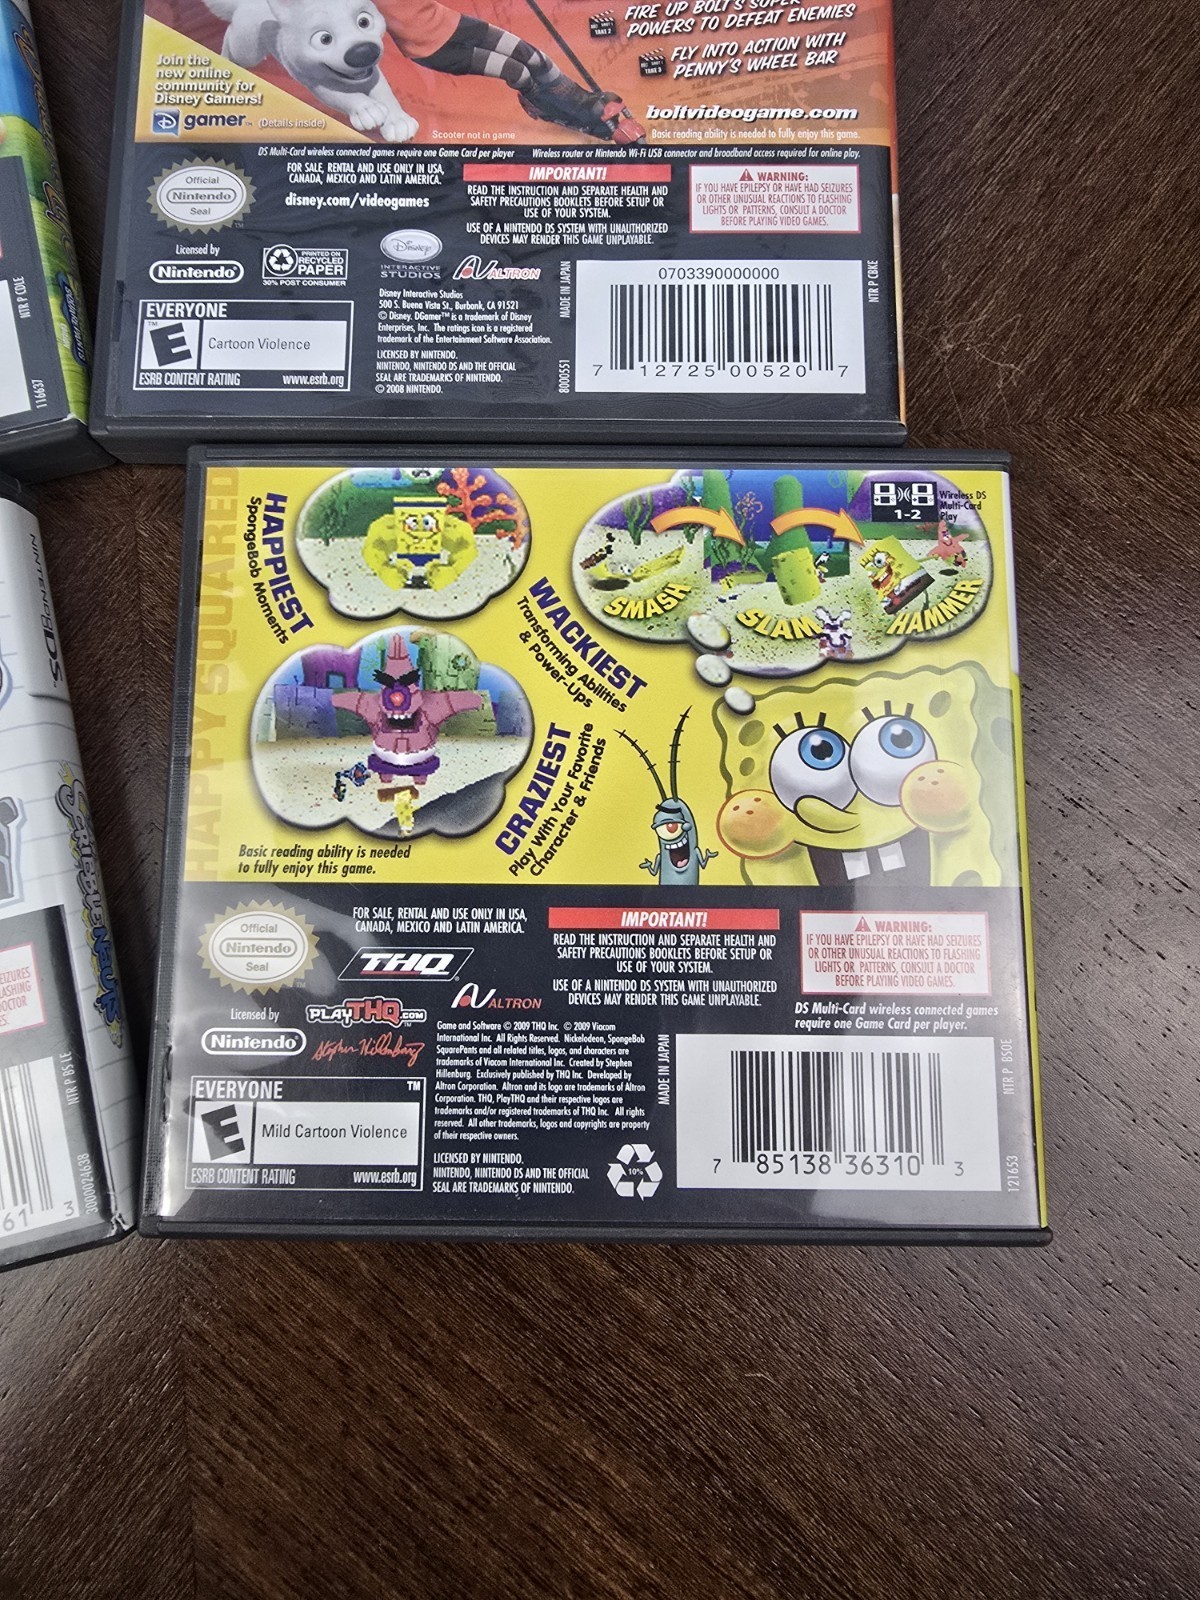 FIRE UP BOLT'S SUPER
POWERS TO DEFEAT ENEMIES
TAKE 2
FLY INTO ACTION WITH
PENNY'S WHEEL BAR
TAKE 3
Join the
new online
community for
Disney Gamers!
D gamer™ (Details inside)
Scooter not in game
boltvideogame.com
Basic reading ability is needed to fully enjoy this game.
DS Multi-Card wireless connected games require one Game Card per player
Wireless router or Nintendo Wi-Fi USB connector and broadband access required for online play.
Official
Nintendo
Seal
FOR SALE, RENTAL AND USE ONLY IN USA,
CANADA, MEXICO AND LATIN AMERICA.
disney.com/videogames
IMPORTANT!
READ THE INSTRUCTION AND SEPARATE HEALTH AND
SAFETY PRECAUTIONS BOOKLETS BEFORE SETUP OR
USE OF YOUR SYSTEM.
USE OF A NINTENDO DS SYSTEM WITH UNAUTHORIZED
DEVICES MAY RENDER THIS GAME UNPLAYABLE.
WARNING:
IF YOU HAVE EPILEPSY OR HAVE HAD SEIZURES
OR OTHER UNUSUAL REACTIONS TO FLASHING
LIGHTS OR PATTERNS, CONSULT A DOCTOR
BEFORE PLAYING VIDEO GAMES.
Licensed by
Nintendo®
PRINTED ON
RECYCLED
PAPER
30% POST CONSUMER
Disney
INTERACTIVE
STUDIOS
ALTRON
MADE IN JAPAN
8000551
0703390000000
7 12725 00520 7
NTR P CBKE
EVERYONE
E
Cartoon Violence
ESRB CONTENT RATING www.esrb.org
Disney Interactive Studios
500 S. Buena Vista St., Burbank, CA 91521
© Disney. DGamer™ is a trademark of Disney
Enterprises, Inc. The ratings icon is a registered
trademark of the Entertainment Software Association.
LICENSED BY NINTENDO.
NINTENDO, NINTENDO DS AND THE OFFICIAL
SEAL ARE TRADEMARKS OF NINTENDO.
© 2008 NINTENDO.
116637
NINTENDODS
SCRIBBLENAUTS
3000024638
61 3
HAPPY SQUARED
HAPPIEST
SpongeBob Moments
WACKIEST
Transforming Abilities
& Power-Ups
CRAZIEST
Play With Your Favorite
Character & Friends
SMASH
SLAM
HAMMER
1-2
Wireless DS
Multi-Card
Play
Basic reading ability is needed
to fully enjoy this game.
Official
Nintendo
Seal
FOR SALE, RENTAL AND USE ONLY IN USA,
CANADA, MEXICO AND LATIN AMERICA.
THQ®
ALTRON
PLAYTHQ.COM™
Stephen Hillenburg
Licensed by
Nintendo®
IMPORTANT!
READ THE INSTRUCTION AND SEPARATE HEALTH AND
SAFETY PRECAUTIONS BOOKLETS BEFORE SETUP OR
USE OF YOUR SYSTEM.
USE OF A NINTENDO DS SYSTEM WITH UNAUTHORIZED
DEVICES MAY RENDER THIS GAME UNPLAYABLE.
WARNING:
IF YOU HAVE EPILEPSY OR HAVE HAD SEIZURES
OR OTHER UNUSUAL REACTIONS TO FLASHING
LIGHTS OR PATTERNS, CONSULT A DOCTOR
BEFORE PLAYING VIDEO GAMES.
DS Multi-Card wireless connected games
require one Game Card per player.
EVERYONE ™
E
Mild Cartoon Violence
ESRB CONTENT RATING www.esrb.org
Game and Software © 2009 THQ Inc. © 2009 Viacom
International Inc. All Rights Reserved. Nickelodeon, SpongeBob
SquarePants and all related titles, logos, and characters are
trademarks of Viacom International Inc. Created by Stephen
Hillenburg. Exclusively published by THQ Inc. Developed by
Altron Corporation. Altron and its logo are trademarks of Altron
Corporation. THQ, PlayTHQ and their respective logos are
trademarks and/or registered trademarks of THQ Inc. All rights
reserved. All other trademarks, logos and copyrights are property
of their respective owners.
LICENSED BY NINTENDO.
NINTENDO, NINTENDO DS AND THE OFFICIAL
SEAL ARE TRADEMARKS OF NINTENDO.
10%
MADE IN JAPAN
7 85138 36310 3
NTR P BSOE
121653